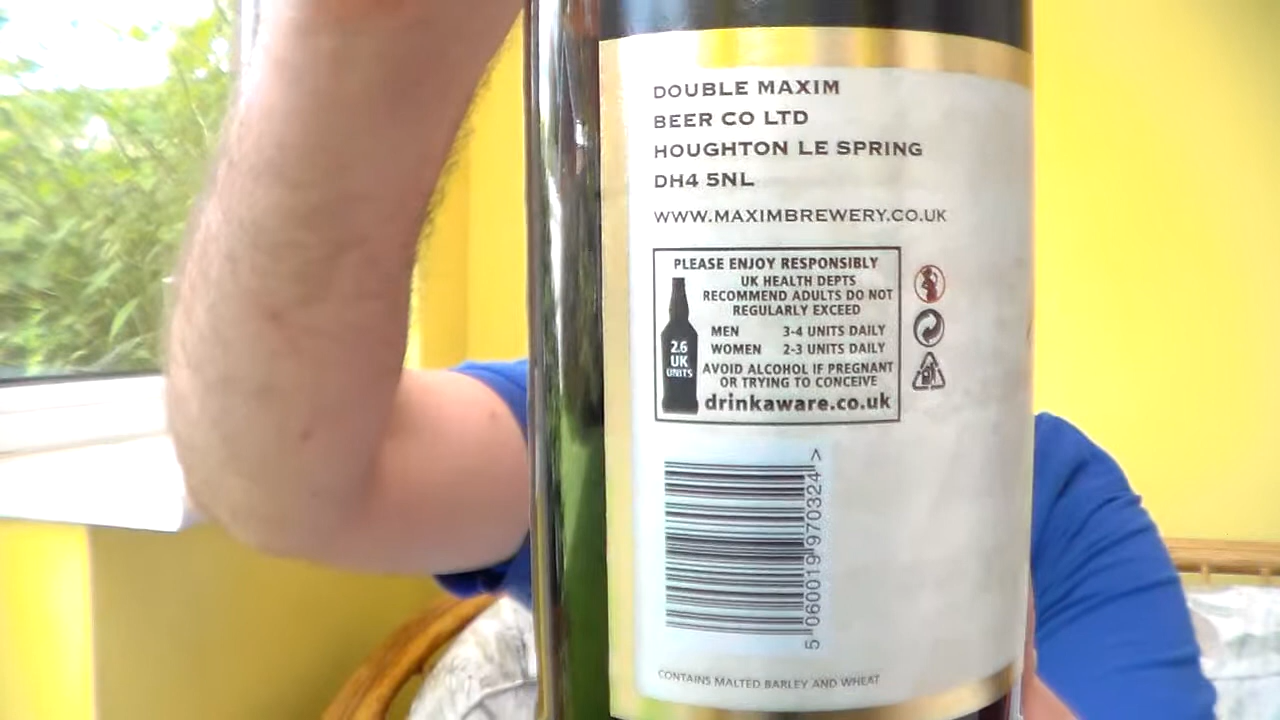 DOUBLE MAXIM
BEER CO LTD
HOUGHTON LE SPRING
DH4 5NL
WWW.MAXIMBREWERY.CO.UK
PLEASE ENJOY RESPONSIBLY
UK HEALTH DEPTS
RECOMMEND ADULTS DO NOT
REGULARLY EXCEED
MEN 3-4 UNITS DAILY
WOMEN 2-3 UNITS DAILY
AVOID ALCOHOL IF PREGNANT
OR TRYING TO CONCEIVE
drinkaware.co.uk
2.6
UK
UNITS
5 060019 970324 >
CONTAINS MALTED BARLEY AND WHEAT